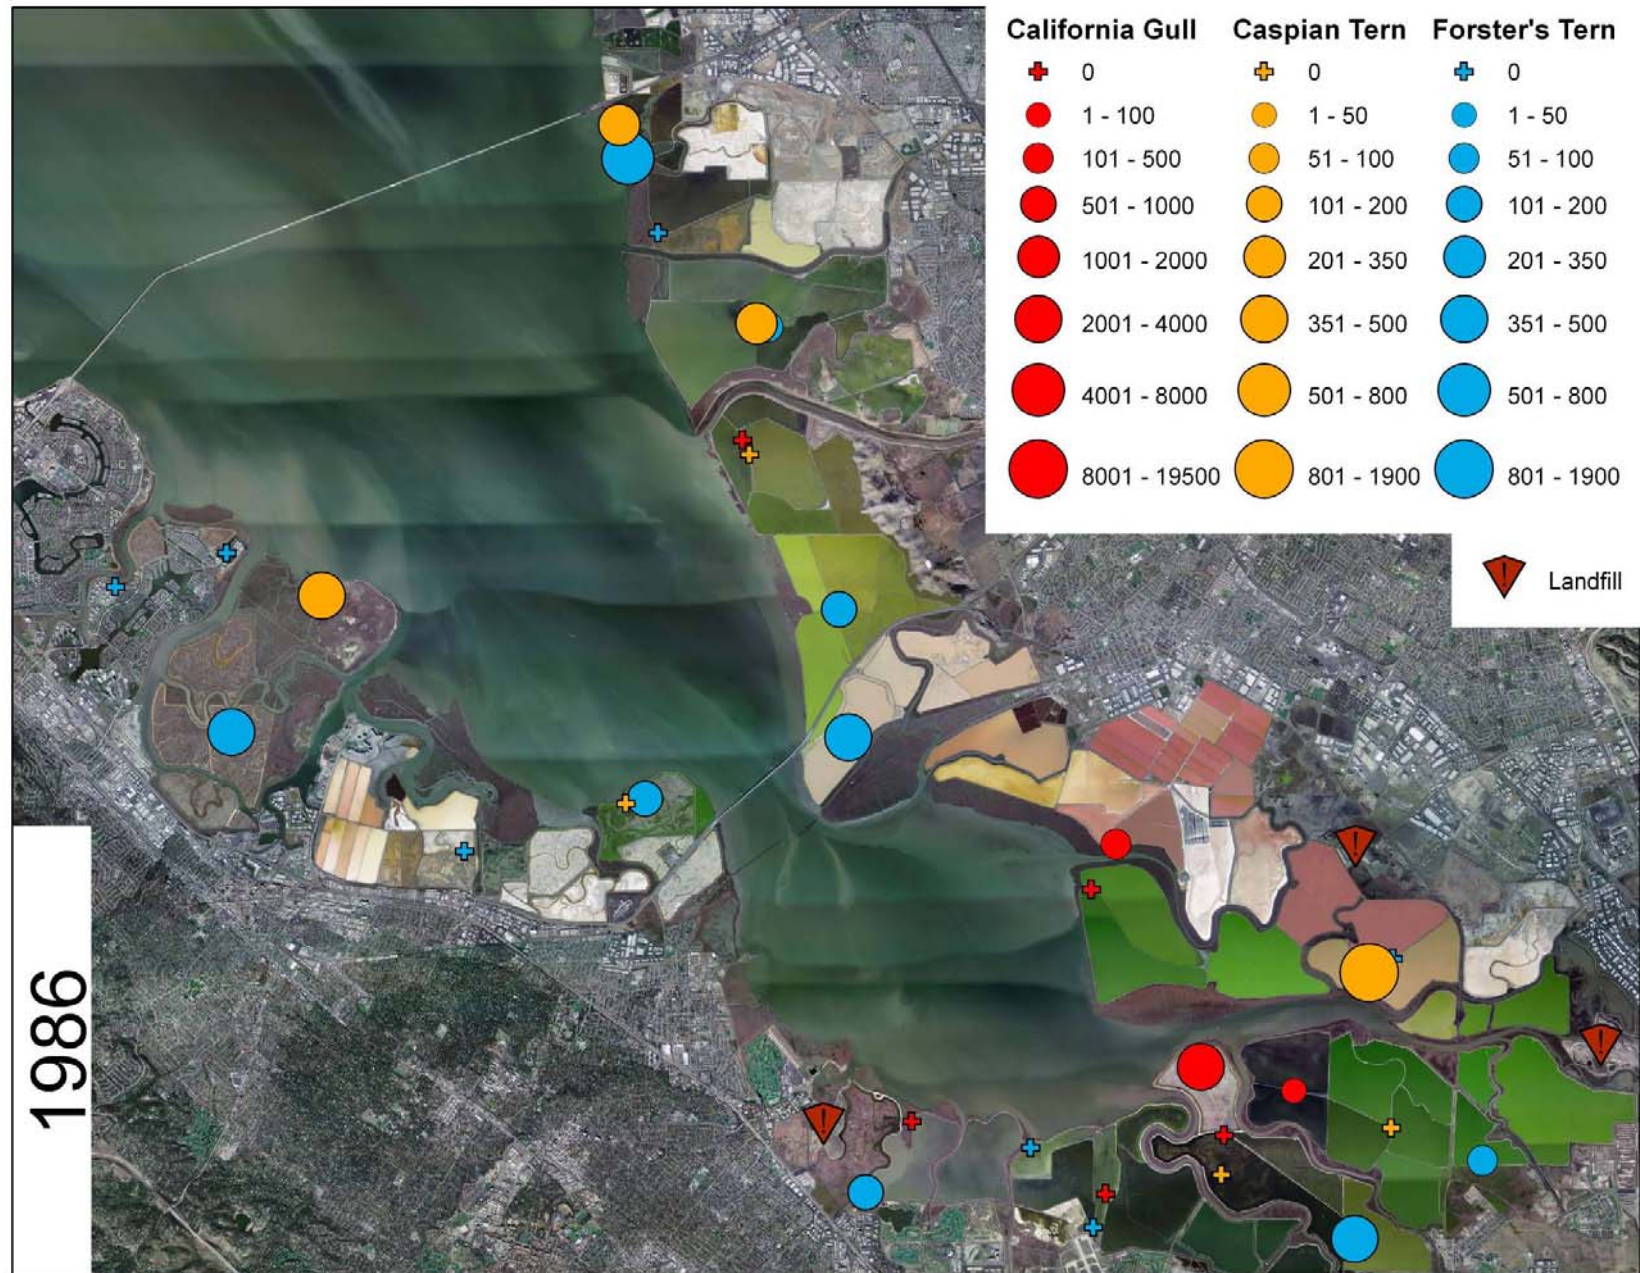 California Gull Caspian Tern Forster's Tern
0 0 0
1 - 100 1 - 50 1 - 50
101 - 500 51 - 100 51 - 100
501 - 1000 101 - 200 101 - 200
1001 - 2000 201 - 350 201 - 350
2001 - 4000 351 - 500 351 - 500
4001 - 8000 501 - 800 501 - 800
8001 - 19500 801 - 1900 801 - 1900
! Landfill
!
!
!
1986